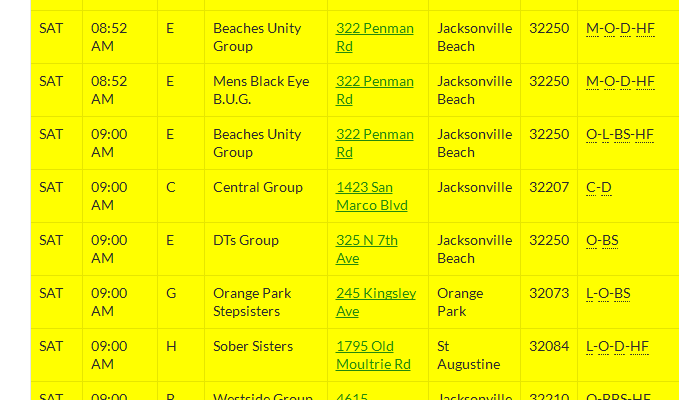 SAT 08:52 E Beaches Unity 322 Penman Jacksonville 32250 M-O-D-HF
AM Group Rd Beach
SAT 08:52 E Mens Black Eye 322 Penman Jacksonville 32250 M-O-D-HF
AM B.U.G. Rd Beach
SAT 09:00 E Beaches Unity 322 Penman Jacksonville 32250 O-L-BS-HF
AM Group Rd Beach
SAT 09:00 C Central Group 1423 San Jacksonville 32207 C-D
AM Marco Blvd
SAT 09:00 E DTs Group 325 N 7th Jacksonville 32250 O-BS
AM Ave Beach
SAT 09:00 G Orange Park 245 Kingsley Orange 32073 L-O-BS
AM Stepsisters Ave Park
SAT 09:00 H Sober Sisters 1795 Old St 32084 L-O-D-HF
AM Moultrie Rd Augustine
SAT 09:00 Westside Group 4615 Jacksonville 32210